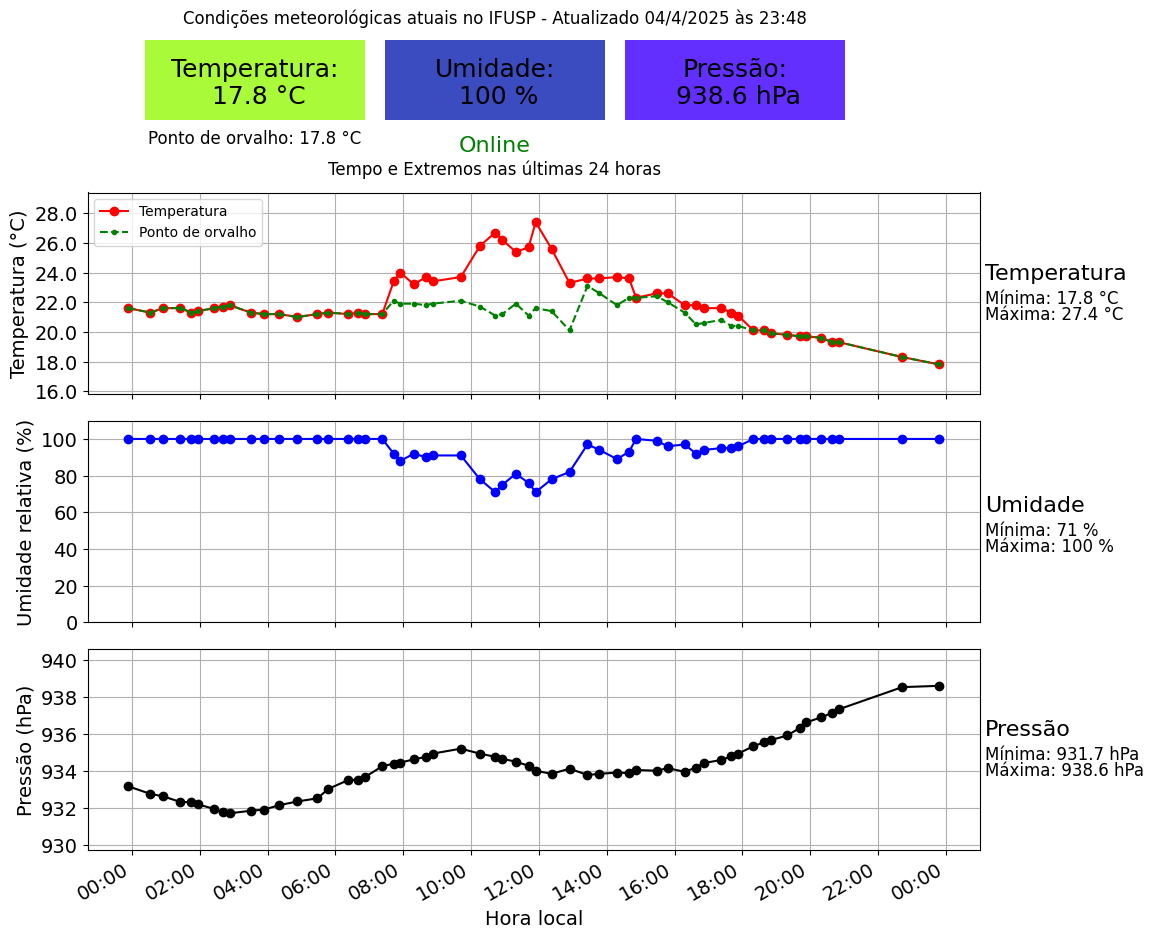 Condições meteorológicas atuais no IFUSP - Atualizado 04/4/2025 às 23:48
Temperatura:
17.8 °C
Umidade:
100 %
Pressão:
938.6 hPa
Ponto de orvalho: 17.8 °C
Online
Tempo e Extremos nas últimas 24 horas
Temperatura (°C)
28.0
26.0
24.0
22.0
20.0
18.0
16.0
Temperatura
Ponto de orvalho
Temperatura
Mínima: 17.8 °C
Máxima: 27.4 °C
Umidade relativa (%)
100
80
60
40
20
0
Umidade
Mínima: 71 %
Máxima: 100 %
Pressão (hPa)
940
938
936
934
932
930
Pressão
Mínima: 931.7 hPa
Máxima: 938.6 hPa
00:00 02:00 04:00 06:00 08:00 10:00 12:00 14:00 16:00 18:00 20:00 22:00 00:00
Hora local